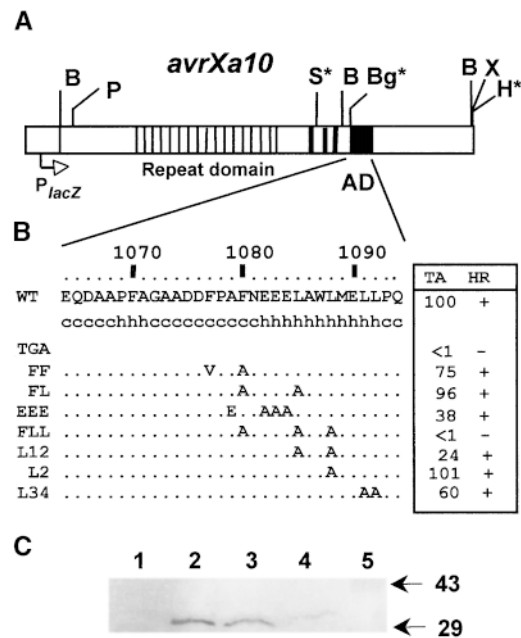 A
avrXa10
B P S* B Bg* B X H*
PlacZ
Repeat domain
AD
B
1070 1080 1090
TA HR
WT EQDAAPFAGAADDFPAFNEEELAWLMELLPQ 100 +
TGA <1 -
FF .............V..A.............. 75 +
FL ................A....A......... 96 +
EEE ...............E..AAA.......... 38 +
FLL ................A....A..A...... <1 -
L12 .....................A..A...... 24 +
L2 ........................A...... 101 +
L34 ...........................AA.. 60 +
C
1 2 3 4 5
43
29